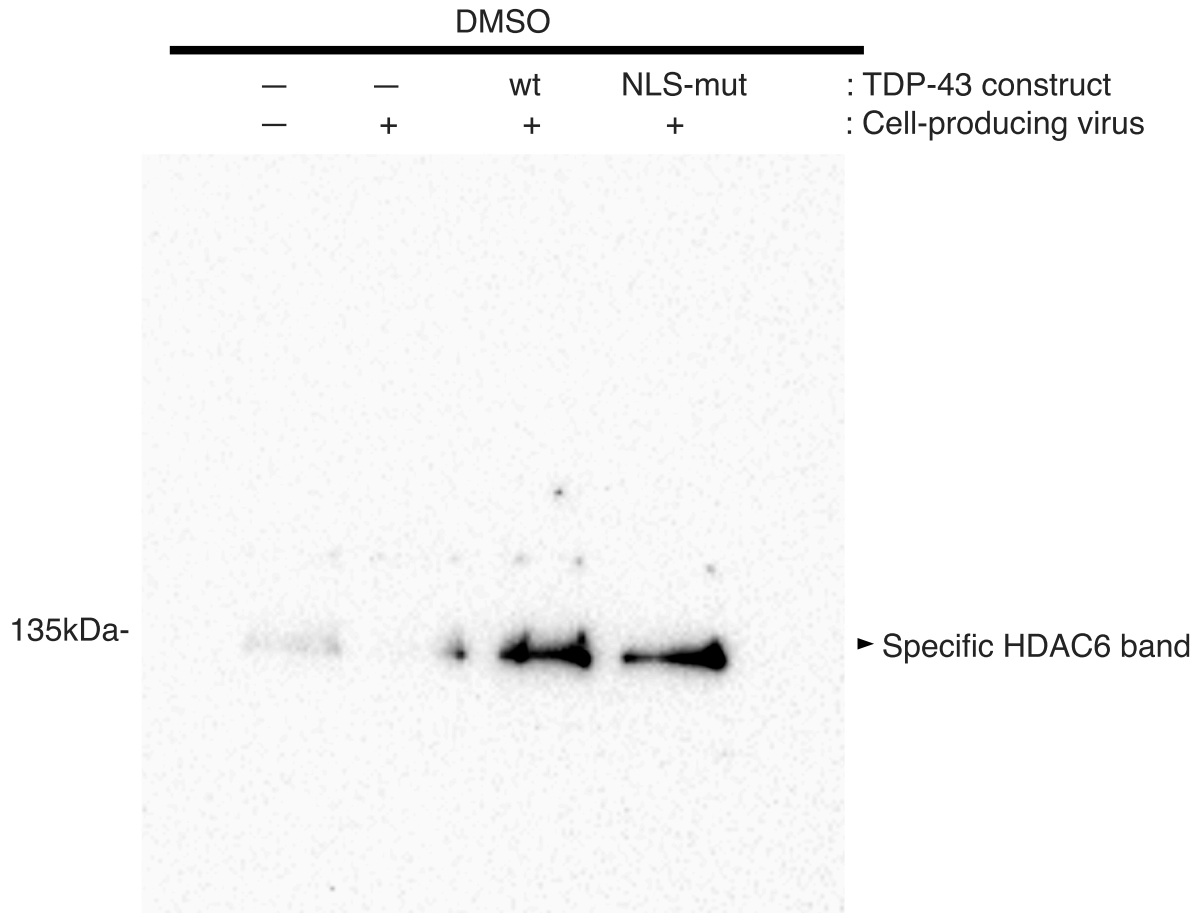 DMSO
— — wt NLS-mut : TDP-43 construct
— + + + : Cell-producing virus
135kDa-
► Specific HDAC6 band